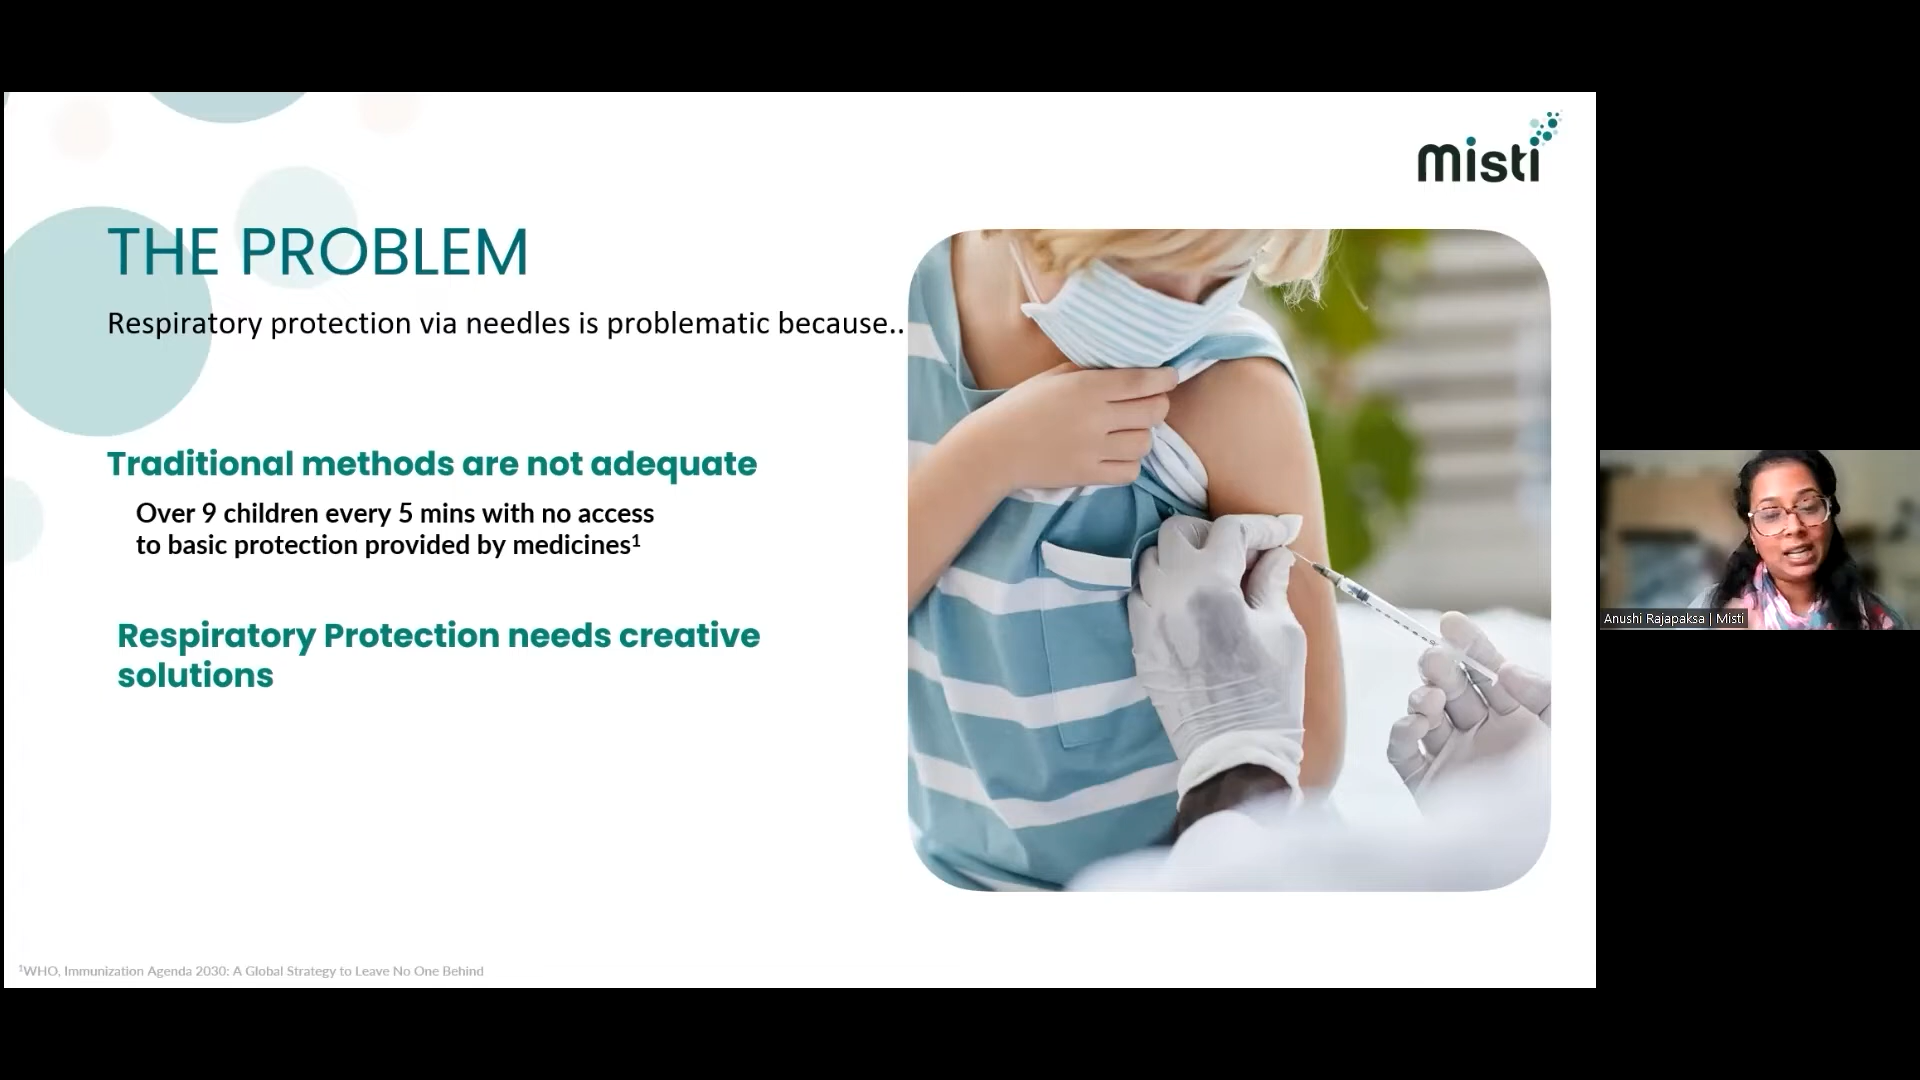 misti
THE PROBLEM
Respiratory protection via needles is problematic because..
Traditional methods are not adequate
Over 9 children every 5 mins with no access
to basic protection provided by medicines¹
Respiratory Protection needs creative
solutions
¹WHO, Immunization Agenda 2030: A Global Strategy to Leave No One Behind
Anushi Rajapaksa | Misti